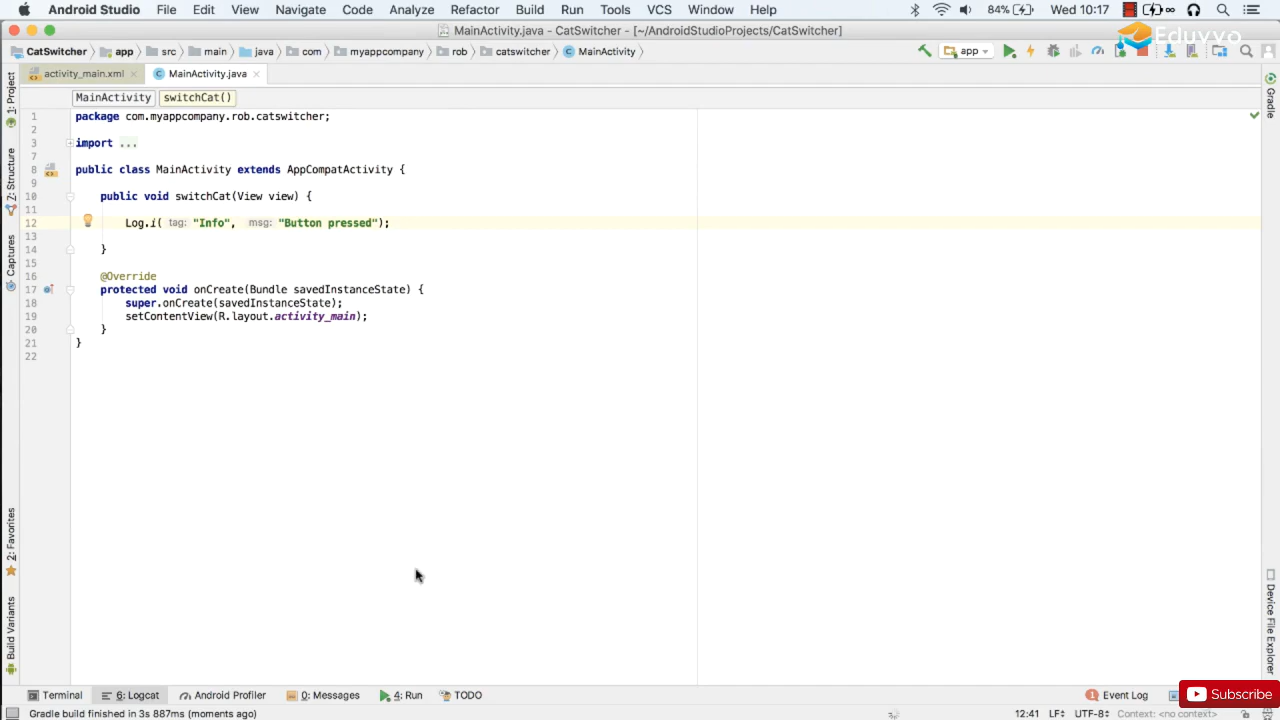 Android Studio File Edit View Navigate Code Analyze Refactor Build Run Tools VCS Window Help 84% Wed 10:17
MainActivity.java - CatSwitcher - [~/AndroidStudioProjects/CatSwitcher]
CatSwitcher app src main java com myappcompany rob catswitcher MainActivity app
Eduvvo
activity_main.xml MainActivity.java
MainActivity switchCat()
1 package com.myappcompany.rob.catswitcher;
2
3 import ...
7
8 public class MainActivity extends AppCompatActivity {
9
10 public void switchCat(View view) {
11
12 Log.i( tag: "Info", msg: "Button pressed");
13
14 }
15
16 @Override
17 protected void onCreate(Bundle savedInstanceState) {
18 super.onCreate(savedInstanceState);
19 setContentView(R.layout.activity_main);
20 }
21 }
22
1: Project
7: Structure
Captures
2: Favorites
Build Variants
Gradle
Device File Explorer
Terminal 6: Logcat Android Profiler 0: Messages 4: Run TODO 1 Event Log
Subscribe
Gradle build finished in 3s 887ms (moments ago) 12:41 LF÷ UTF-8÷ Context: <no context>